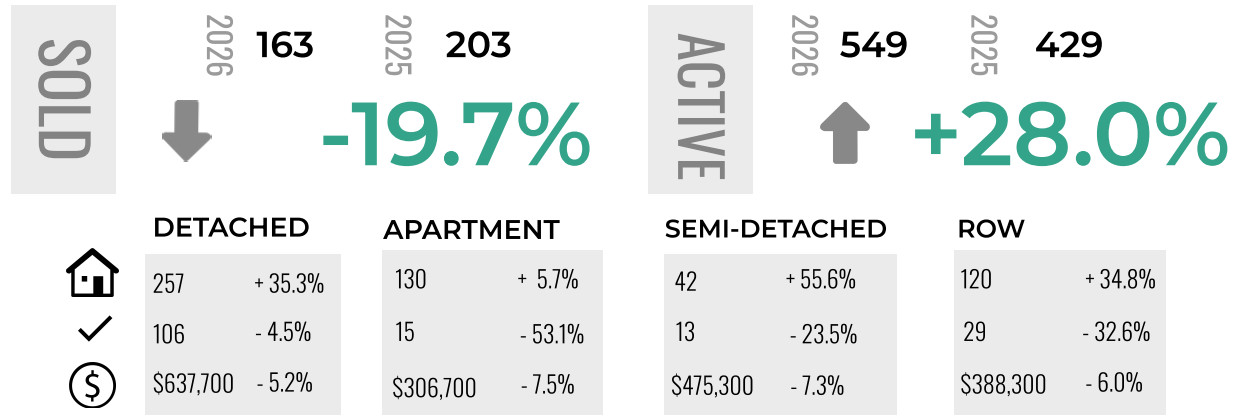 SOLD
2026 163 2025 203
-19.7%
ACTIVE
2026 549 2025 429
+28.0%
DETACHED
257 + 35.3%
106 - 4.5%
$637,700 - 5.2%
APARTMENT
130 + 5.7%
15 - 53.1%
$306,700 - 7.5%
SEMI-DETACHED
42 + 55.6%
13 - 23.5%
$475,300 - 7.3%
ROW
120 + 34.8%
29 - 32.6%
$388,300 - 6.0%